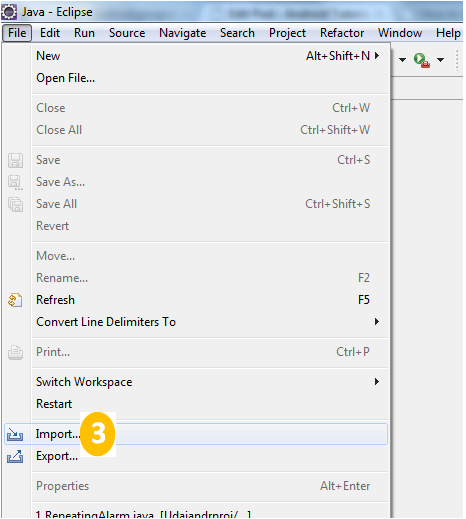 Java - Eclipse
File Edit Run Source Navigate Search Project Refactor Window Help
New Alt+Shift+N
Open File...
Close Ctrl+W
Close All Ctrl+Shift+W
Save Ctrl+S
Save As...
Save All Ctrl+Shift+S
Revert
Move...
Rename... F2
Refresh F5
Convert Line Delimiters To
Print... Ctrl+P
Switch Workspace
Restart
Import... 3
Export...
Properties Alt+Enter
1 RepeatingAlarm.java [Udaiandrproj/...]